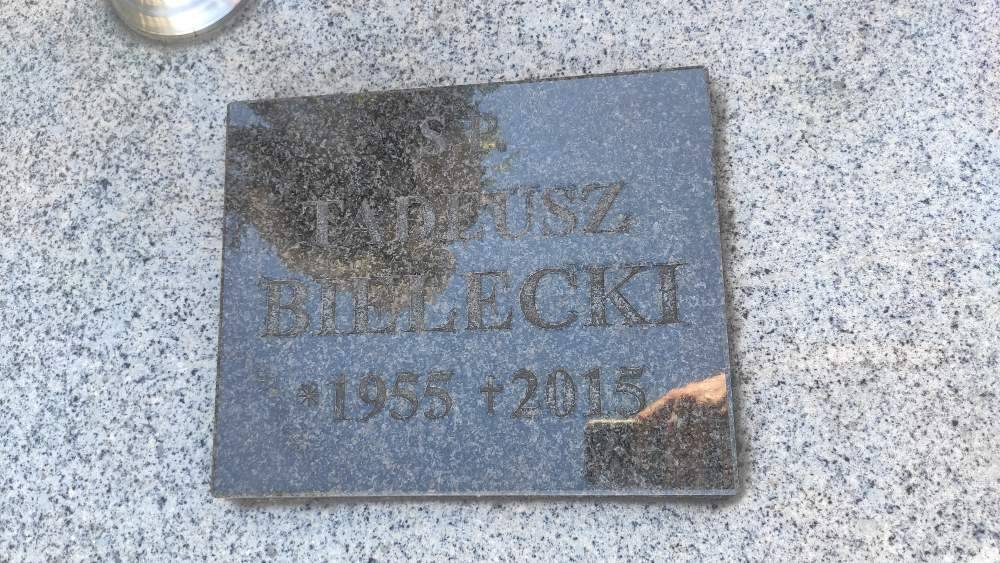 Ś.P.
TADEUSZ
BIELECKI
*1955 †2015